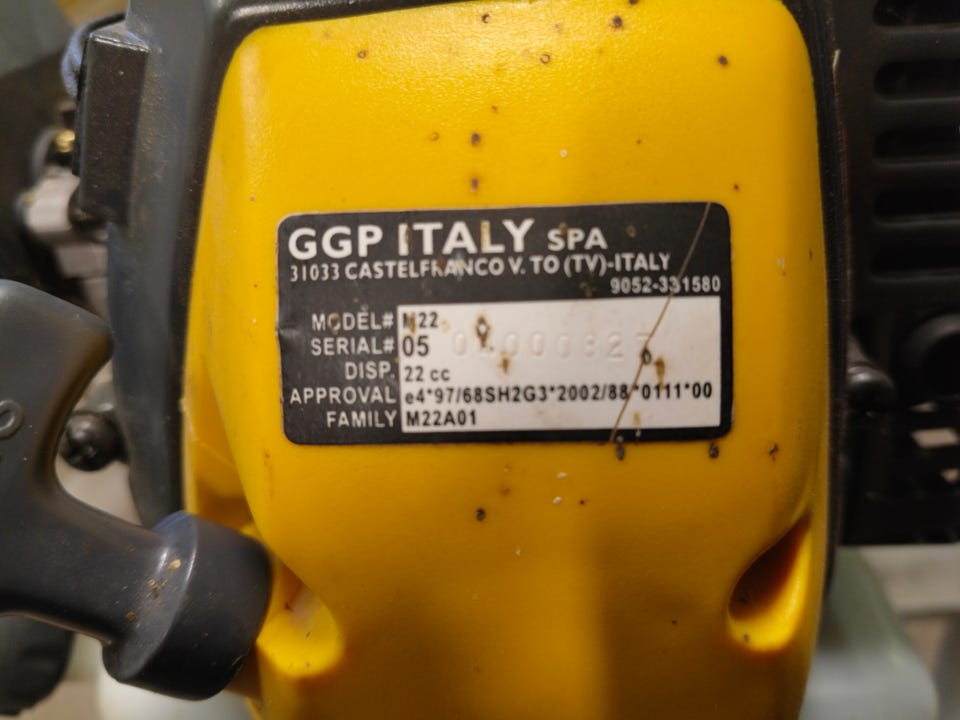 GGP ITALY SPA
31033 CASTELFRANCO V. TO (TV)-ITALY
9052-331580
MODEL# M22
SERIAL# 05
DISP. 22 cc
APPROVAL e4*97/68SH2G3*2002/88*0111*00
FAMILY M22A01